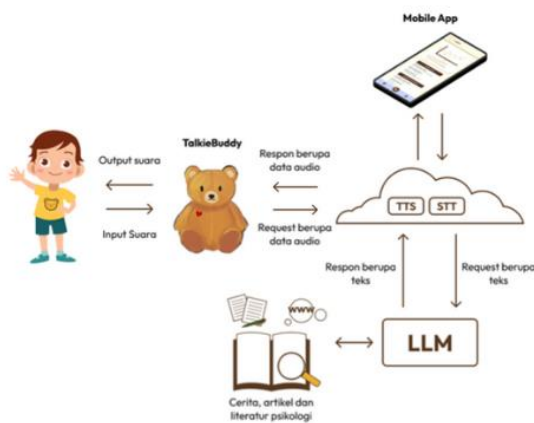 Mobile App
TalkieBuddy
Output suara
Input Suara
Respon berupa
data audio
Request berupa
data audio
TTS
STT
Respon berupa
teks
Request berupa
teks
www
LLM
Cerita, artikel dan
literatur psikologi